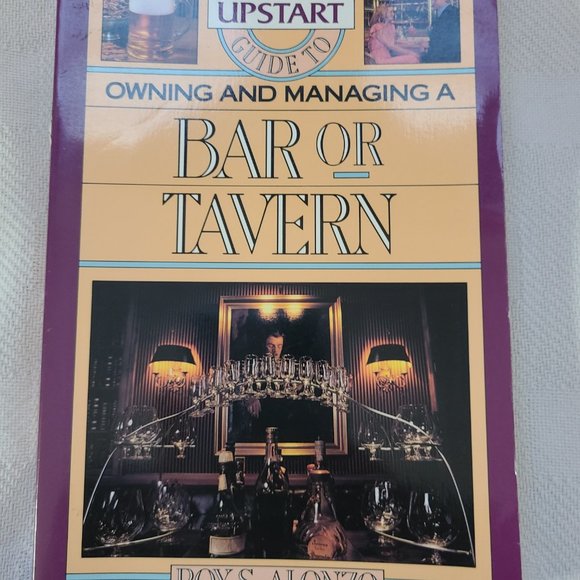 UPSTART
GUIDE TO
OWNING AND MANAGING A
BAR OR
TAVERN
ROY S. ALONZO